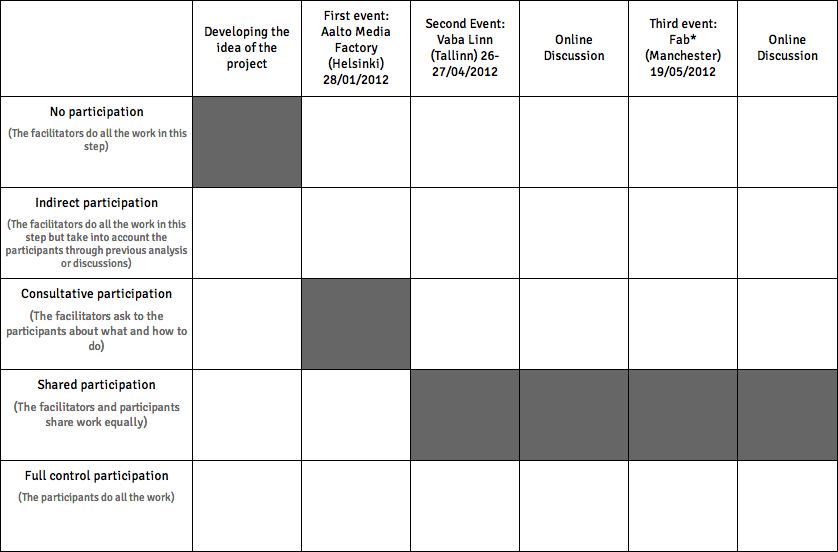 Developing the
idea of the
project
First event:
Aalto Media
Factory
(Helsinki)
28/01/2012
Second Event:
Vaba Linn
(Tallinn) 26-
27/04/2012
Online
Discussion
Third event:
Fab*
(Manchester)
19/05/2012
Online
Discussion
No participation
(The facilitators do all the work in this
step)
Indirect participation
(The facilitators do all the work in this
step but take into account the
participants through previous analysis
or discussions)
Consultative participation
(The facilitators ask to the
participants about what and how to
do)
Shared participation
(The facilitators and participants
share work equally)
Full control participation
(The participants do all the work)